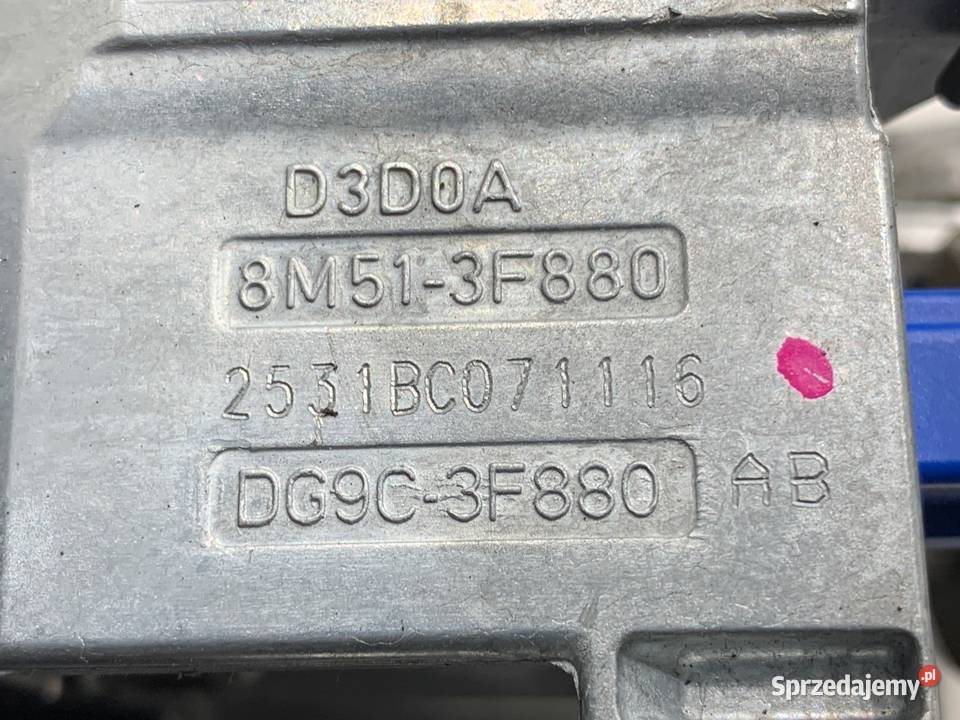 D3D0A
8M51-3F880
2531BC071116
DG9C-3F880 AB
Sprzedajemy.pl